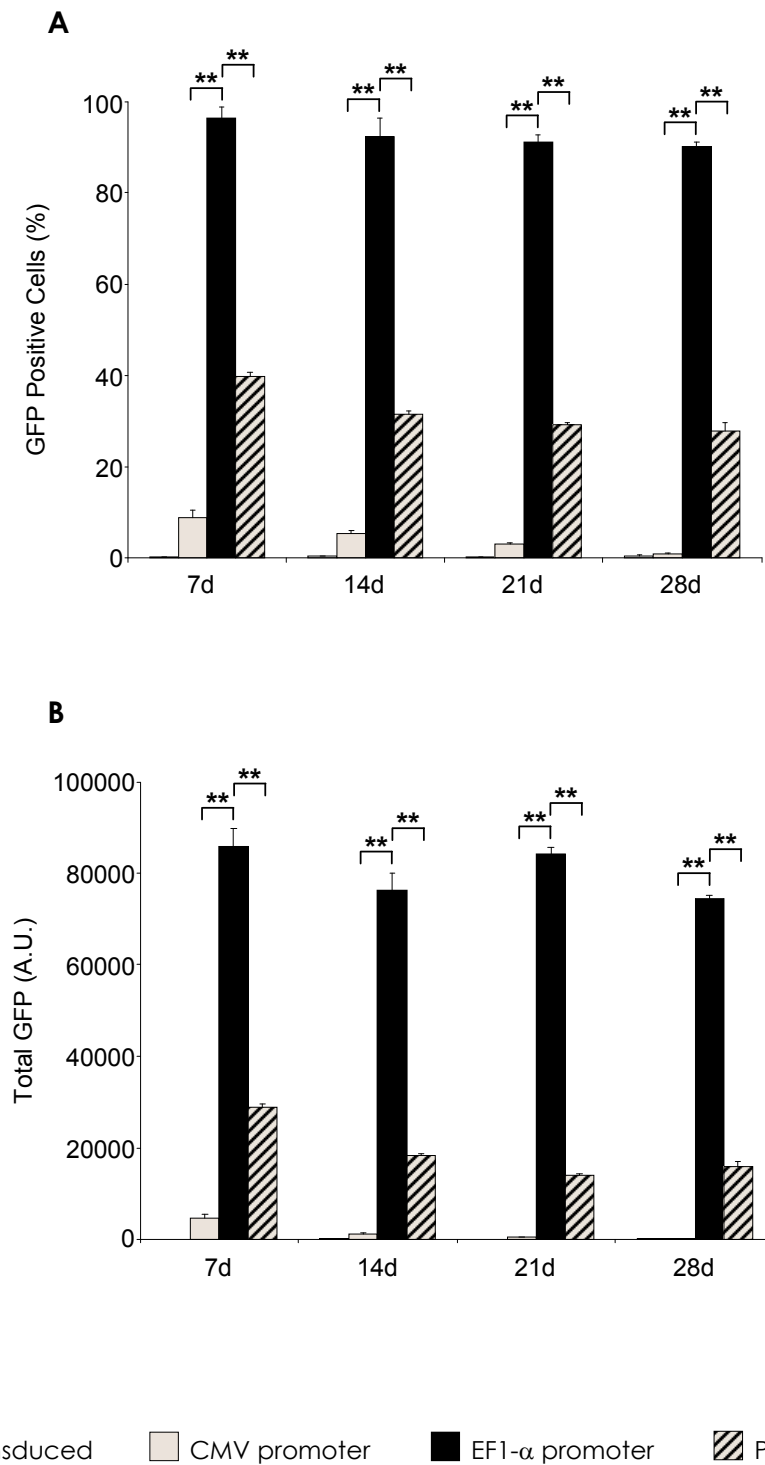 A
** ** ** ** ** ** ** **
100
80
60
40
20
0
GFP Positive Cells (%)
7d 14d 21d 28d
B
** ** ** ** ** ** ** **
100000
80000
60000
40000
20000
0
Total GFP (A.U.)
7d 14d 21d 28d
sduced CMV promoter EF1-α promoter P